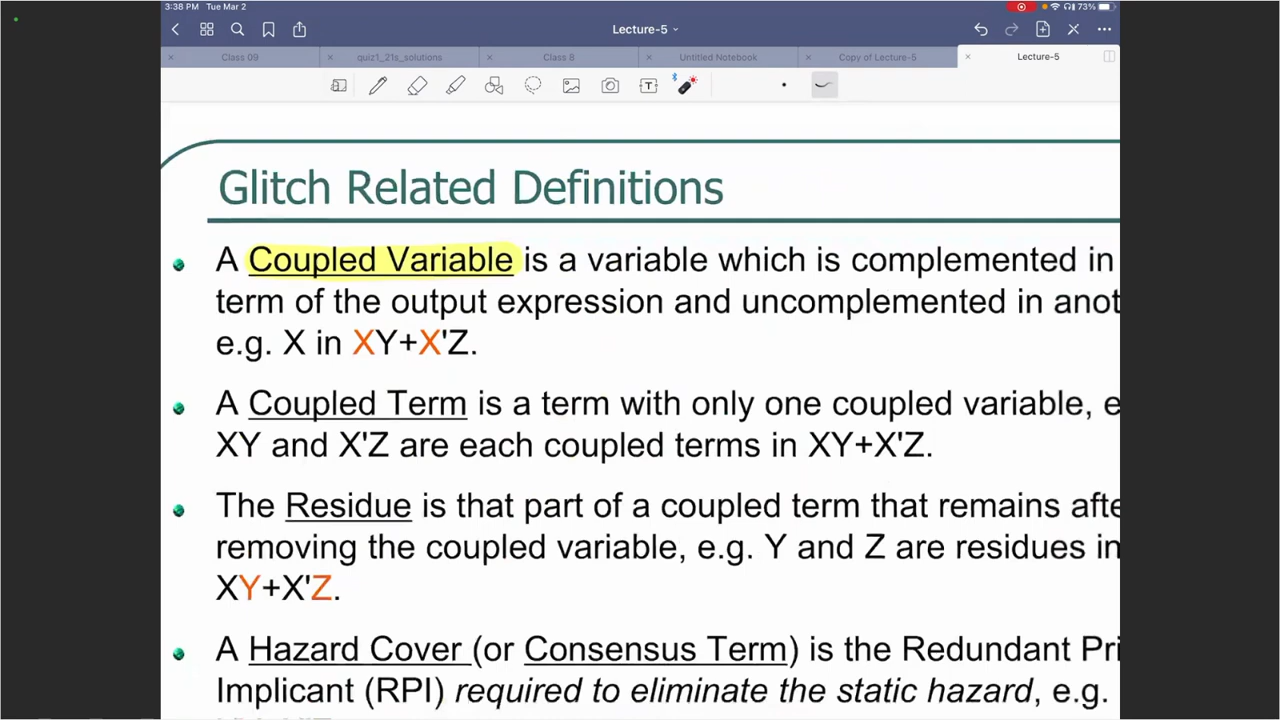 3:38 PM Tue Mar 2
73%
Lecture-5
Class 09
quiz1_21s_solutions
Class 8
Untitled Notebook
Copy of Lecture-5
Lecture-5
T
Glitch Related Definitions
A Coupled Variable is a variable which is complemented in
term of the output expression and uncomplemented in anot
e.g. X in XY+X'Z.
A Coupled Term is a term with only one coupled variable, e
XY and X'Z are each coupled terms in XY+X'Z.
The Residue is that part of a coupled term that remains afte
removing the coupled variable, e.g. Y and Z are residues in
XY+X'Z.
A Hazard Cover (or Consensus Term) is the Redundant Pri
Implicant (RPI) required to eliminate the static hazard, e.g.